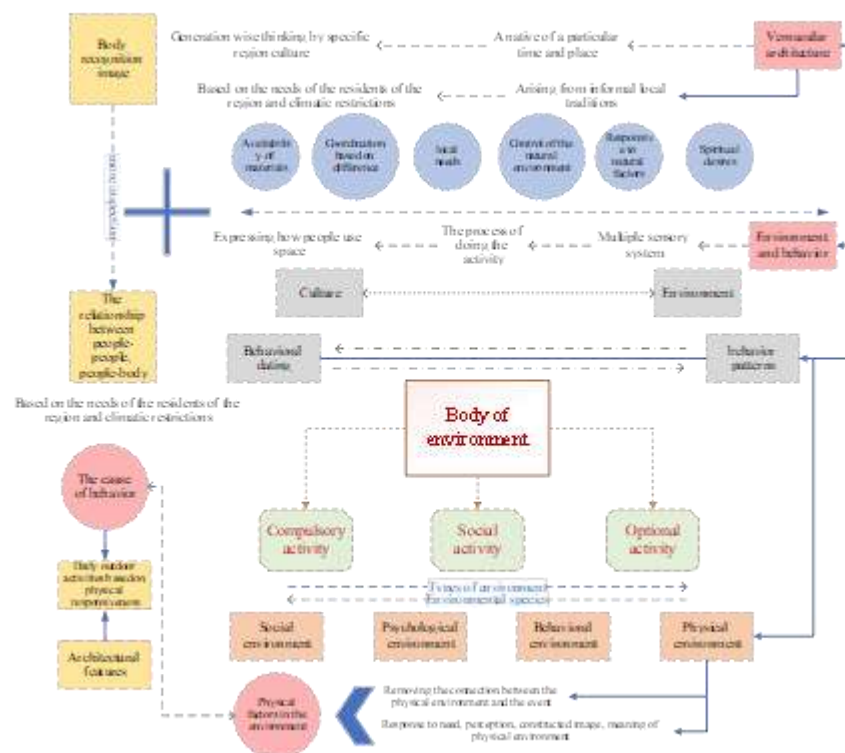 Body
recognition
image
Generation wise thinking by specific
region culture
A native of a particular
time and place
Vernacular
architecture
Based on the needs of the residents of the
region and climatic restrictions
Arising from informal local
traditions
Availability
of
materials
Coordination
based on
difference
local
needs
Control of the
natural
environment
Response
to
natural
factors
Spiritual
desires
Expressing how people use
space
The process of
doing the
activity
Multiple sensory
system
Environment
and behavior
Culture
Environment
The
relationship
between
people-
people,
people-body
Behavioral
dating
behavior
patterns
Based on the needs of the residents of the
region and climatic restrictions
Body of
environment
The cause
of behavior
Compulsory
activity
Social
activity
Optional
activity
Daily outdoor
activities based on
physical
Types of environment
Environmental species
Social
environment
Psychological
environment
Behavioral
environment
Physical
environment
Architectural
features
Physical
factors in the
environment
Removing the connection between the
physical environment and the event
Response to need, perception, constructed image, meaning of
physical environment